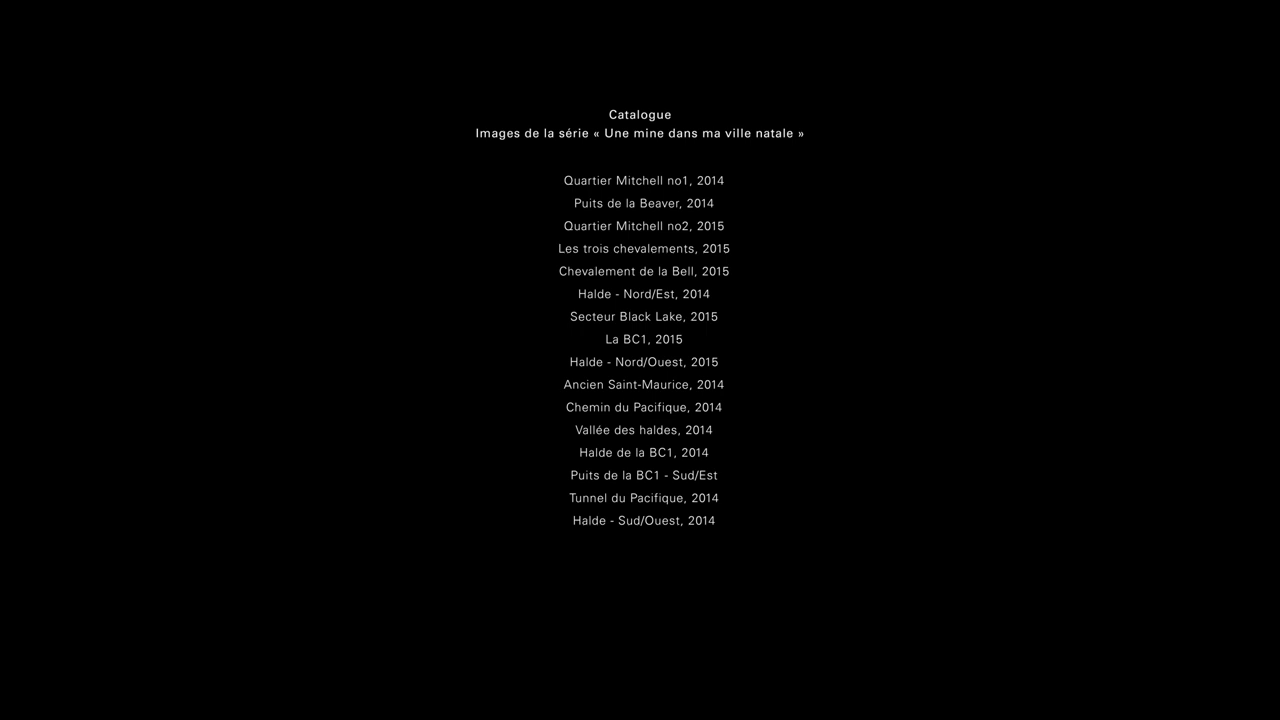 Catalogue
Images de la série « Une mine dans ma ville natale »
Quartier Mitchell no1, 2014
Puits de la Beaver, 2014
Quartier Mitchell no2, 2015
Les trois chevalements, 2015
Chevalement de la Bell, 2015
Halde - Nord/Est, 2014
Secteur Black Lake, 2015
La BC1, 2015
Halde - Nord/Ouest, 2015
Ancien Saint-Maurice, 2014
Chemin du Pacifique, 2014
Vallée des haldes, 2014
Halde de la BC1, 2014
Puits de la BC1 - Sud/Est
Tunnel du Pacifique, 2014
Halde - Sud/Ouest, 2014